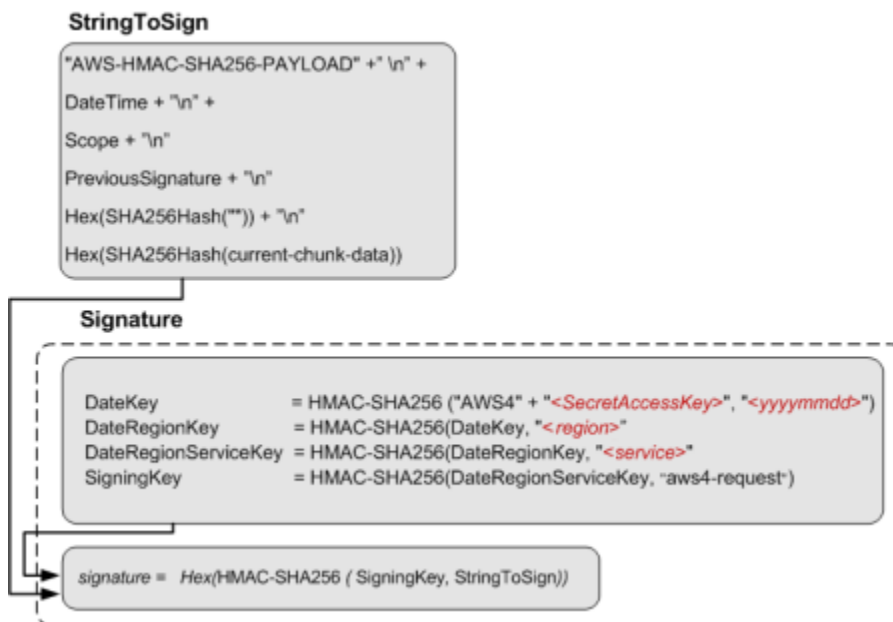 StringToSign
"AWS-HMAC-SHA256-PAYLOAD" +" \n" +
DateTime + "\n" +
Scope + "\n"
PreviousSignature + "\n"
Hex(SHA256Hash("")) + "\n"
Hex(SHA256Hash(current-chunk-data))
Signature
DateKey = HMAC-SHA256 ("AWS4" + "<SecretAccessKey>", "<yyyymmdd>")
DateRegionKey = HMAC-SHA256(DateKey, "<region>"
DateRegionServiceKey = HMAC-SHA256(DateRegionKey, "<service>"
SigningKey = HMAC-SHA256(DateRegionServiceKey, "aws4-request")
signature = Hex(HMAC-SHA256 ( SigningKey, StringToSign))